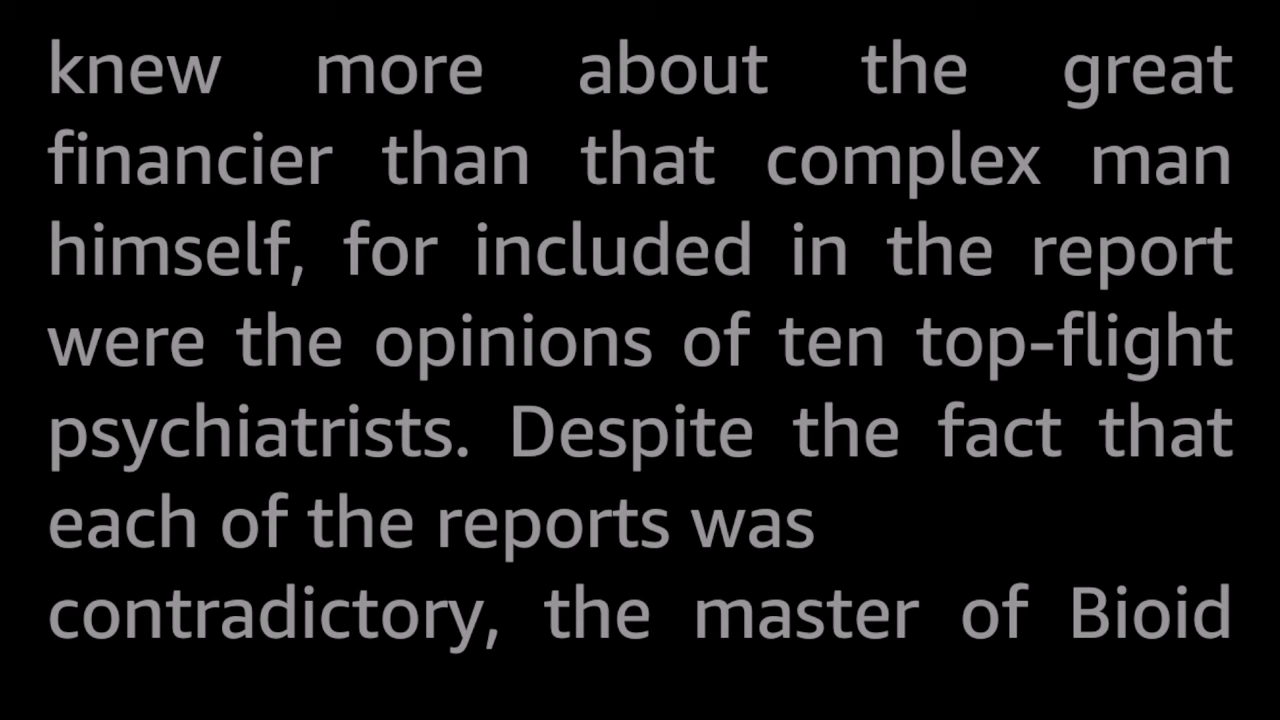 knew more about the great
financier than that complex man
himself, for included in the report
were the opinions of ten top-flight
psychiatrists. Despite the fact that
each of the reports was
contradictory, the master of Bioid